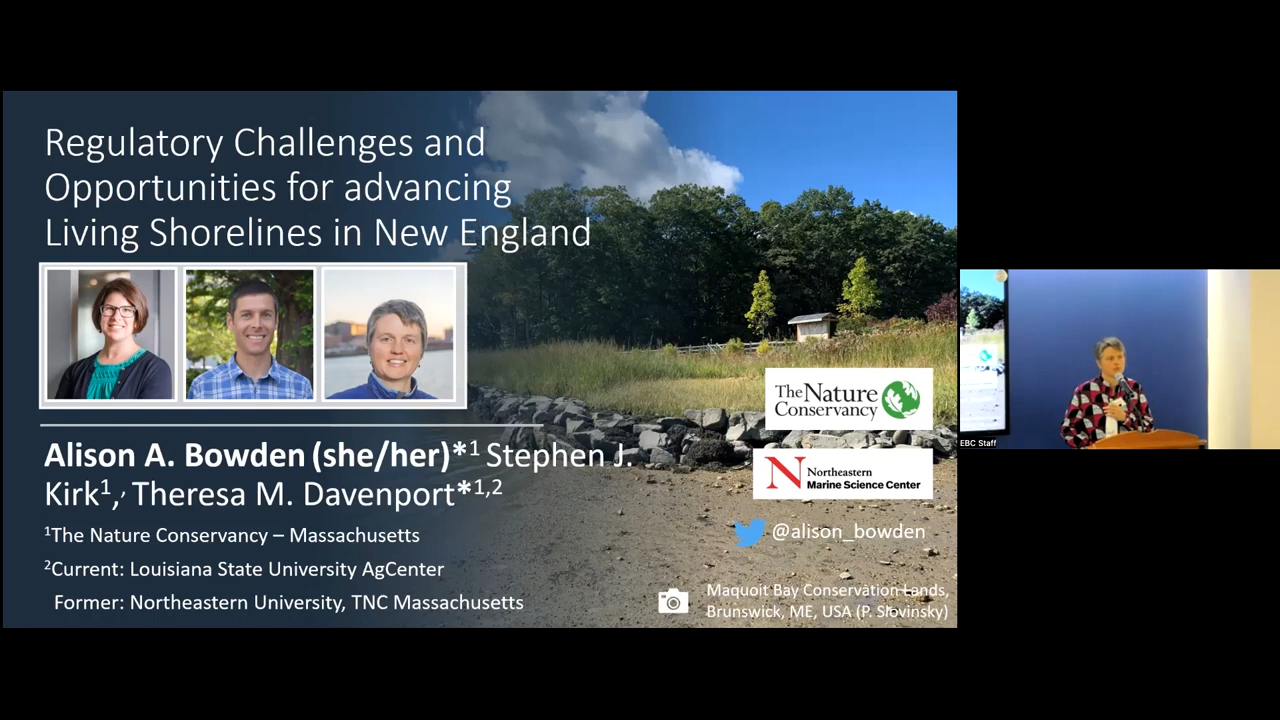 Regulatory Challenges and
Opportunities for advancing
Living Shorelines in New England
Alison A. Bowden (she/her)*1 Stephen J.
Kirk1,, Theresa M. Davenport*1,2
1The Nature Conservancy – Massachusetts
2Current: Louisiana State University AgCenter
Former: Northeastern University, TNC Massachusetts
The Nature
Conservancy
N Northeastern
Marine Science Center
@alison_bowden
Maquoit Bay Conservation Lands,
Brunswick, ME, USA (P. Slovinsky)
EBC Staff